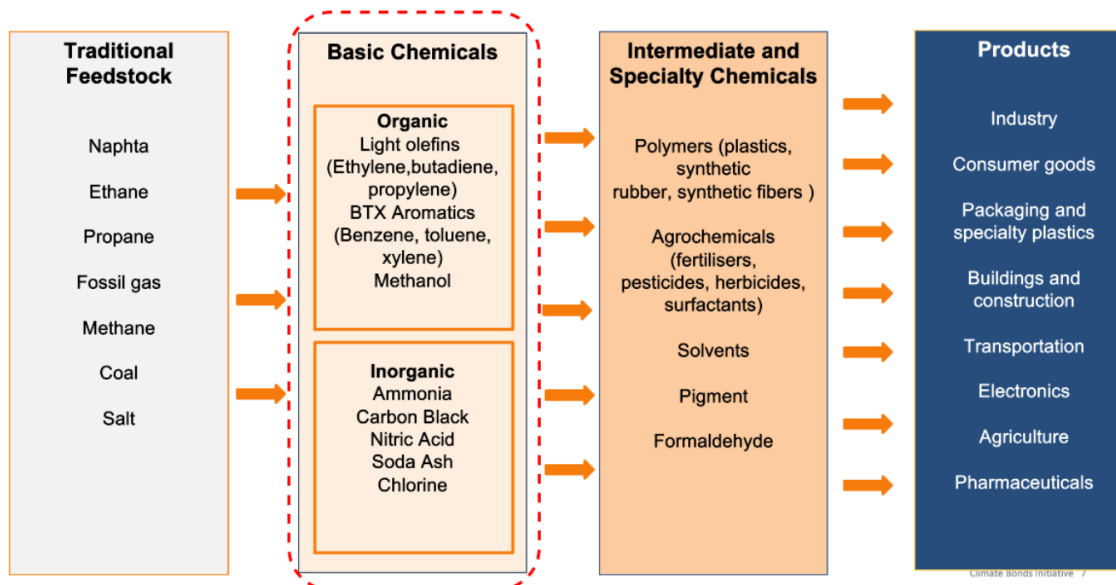 Traditional
Feedstock
Naphta
Ethane
Propane
Fossil gas
Methane
Coal
Salt
Basic Chemicals
Organic
Light olefins
(Ethylene,butadiene,
propylene)
BTX Aromatics
(Benzene, toluene,
xylene)
Methanol
Inorganic
Ammonia
Carbon Black
Nitric Acid
Soda Ash
Chlorine
Intermediate and
Specialty Chemicals
Polymers (plastics,
synthetic
rubber, synthetic fibers )
Agrochemicals
(fertilisers,
pesticides, herbicides,
surfactants)
Solvents
Pigment
Formaldehyde
Products
Industry
Consumer goods
Packaging and
specialty plastics
Buildings and
construction
Transportation
Electronics
Agriculture
Pharmaceuticals
Climate Bonds Initiative 7